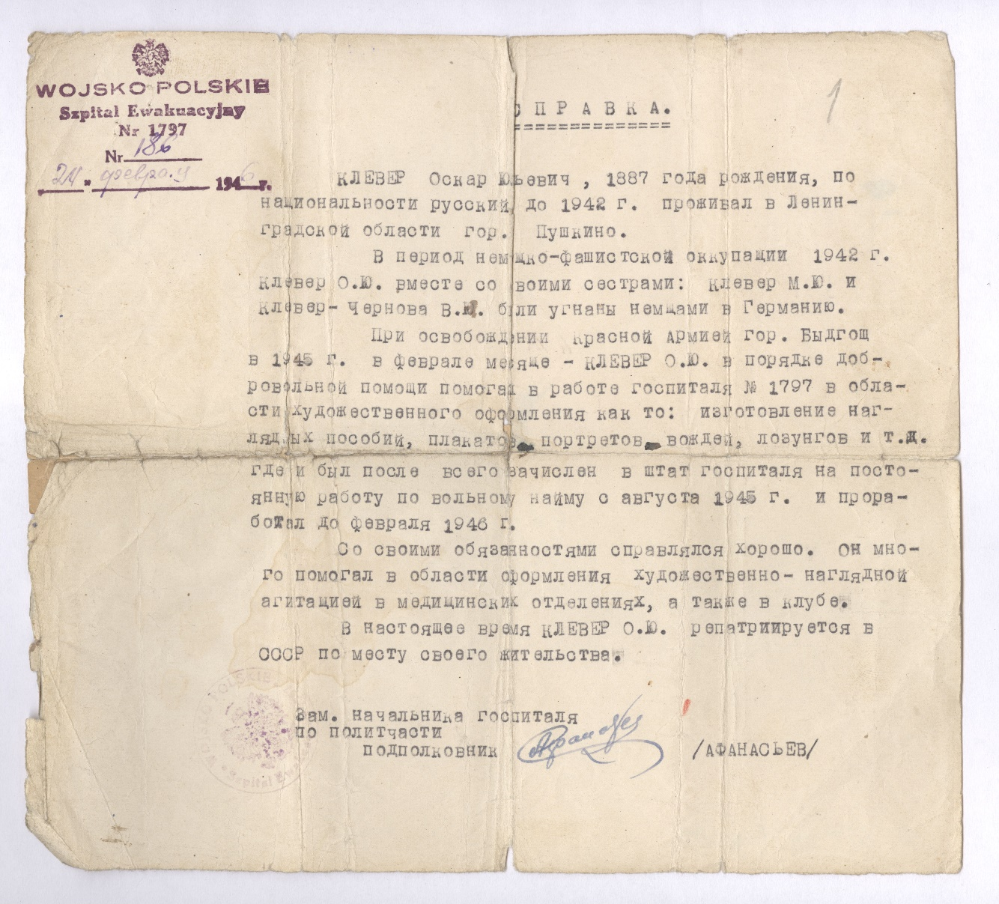 1
WOJSKO POLSKIE
Szpital Ewakuacyjny
Nr 1797
Nr 186
"24" феврал 1946 г.
СПРАВКА.
КЛЕВЕР Оскар Юльевич , 1887 года рождения, по
национальности русский, до 1942 г. проживал в Ленин-
градской области гор. Пушкино.
В период немецко-фашистской оккупации 1942 г.
Клевер О.Ю. вместе со своими сестрами: Клевер М.Ю. и
Клевер- Чернова В.Ю. были угнаны немцами в Германию.
При освобождении Красной Армией гор. Быдгощ
в 1945 г. в феврале месяце - КЛЕВЕР О.Ю. в порядке доб-
ровольной помощи помогал в работе госпиталя № 1797 в обла-
сти художественного оформления как то: изготовление наг-
лядных пособий, плакатов, портретов вождей, лозунгов и т.д.
где и был после всего зачислен в штат госпиталя на посто-
янную работу по вольному найму с августа 1945 г. и прора-
ботал до февраля 1946 г.
Со своими обязанностями справлялся хорошо. Он мно-
го помогал в области оформления художественно- наглядной
агитацией в медицинских отделениях, а также в клубе.
В настоящее время КЛЕВЕР О.Ю. репатриируется в
СССР по месту своего жительства.
Зам. начальника госпиталя
по политчасти
подполковник Афанасьев /АФАНАСЬЕВ/
POLSKIE